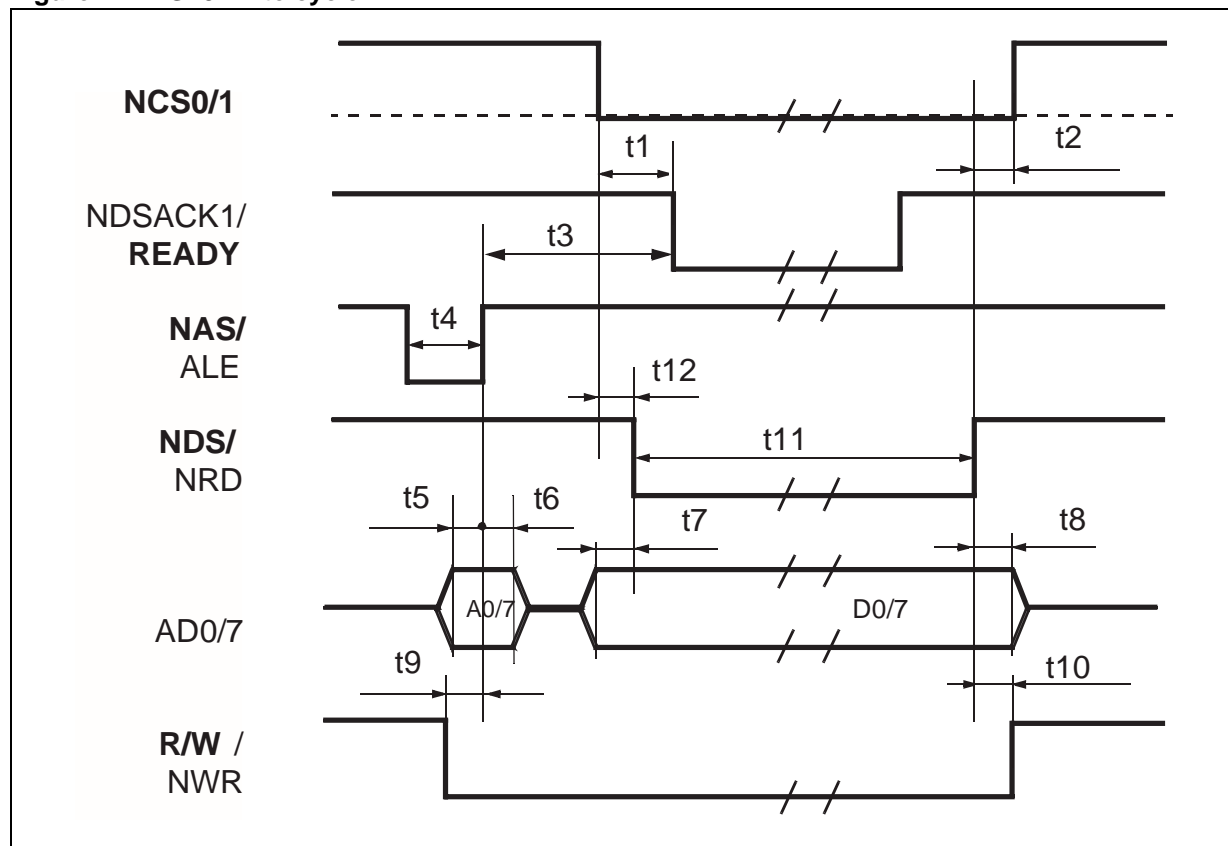 NCS0/1
t1
t2
NDSACK1/
READY
t3
NAS/
ALE
t4
t12
NDS/
NRD
t11
t5
t6
t7
t8
AD0/7
A0/7
D0/7
t9
t10
R/W /
NWR